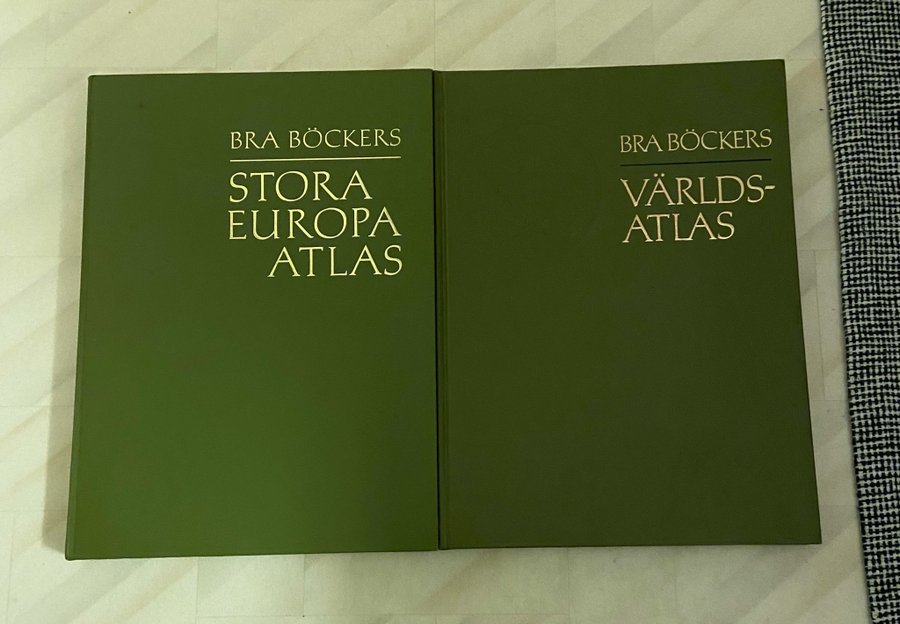 BRA BÖCKERS
STORA
EUROPA
ATLAS
BRA BÖCKERS
VÄRLDS-
ATLAS